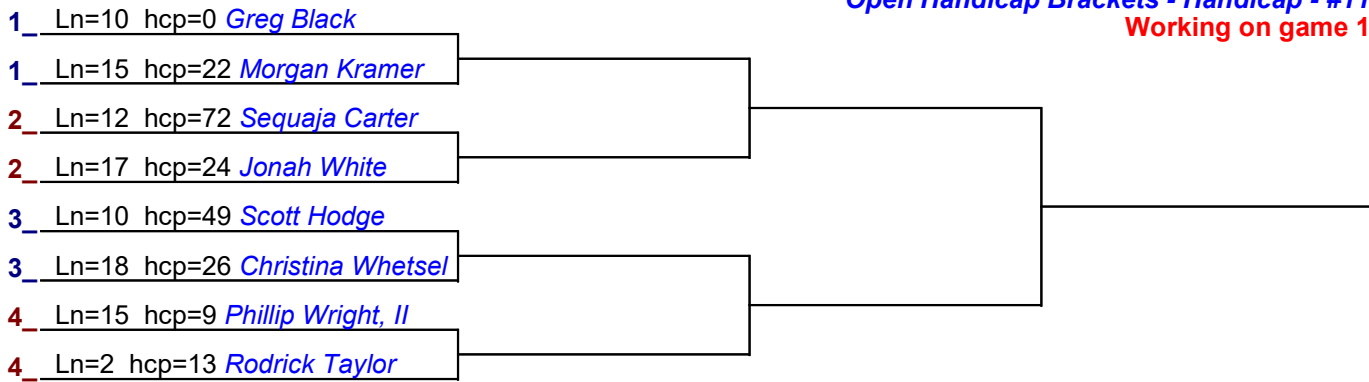 Open Handicap Brackets - Handicap - #11
Working on game 1
1_ Ln=10 hcp=0 Greg Black
1_ Ln=15 hcp=22 Morgan Kramer
2_ Ln=12 hcp=72 Sequaja Carter
2_ Ln=17 hcp=24 Jonah White
3_ Ln=10 hcp=49 Scott Hodge
3_ Ln=18 hcp=26 Christina Whetsel
4_ Ln=15 hcp=9 Phillip Wright, II
4_ Ln=2 hcp=13 Rodrick Taylor